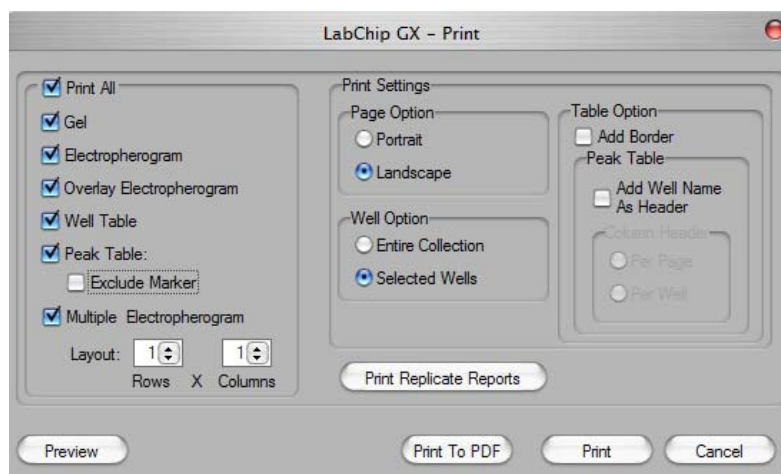 LabChip GX - Print
Print All
Gel
Electropherogram
Overlay Electropherogram
Well Table
Peak Table:
Exclude Marker
Multiple Electropherogram
Layout: 1 1
Rows X Columns
Print Settings
Page Option
Portrait
Landscape
Well Option
Entire Collection
Selected Wells
Table Option
Add Border
Peak Table
Add Well Name
As Header
Column Header
Per Page
Per Well
Print Replicate Reports
Preview
Print To PDF
Print
Cancel